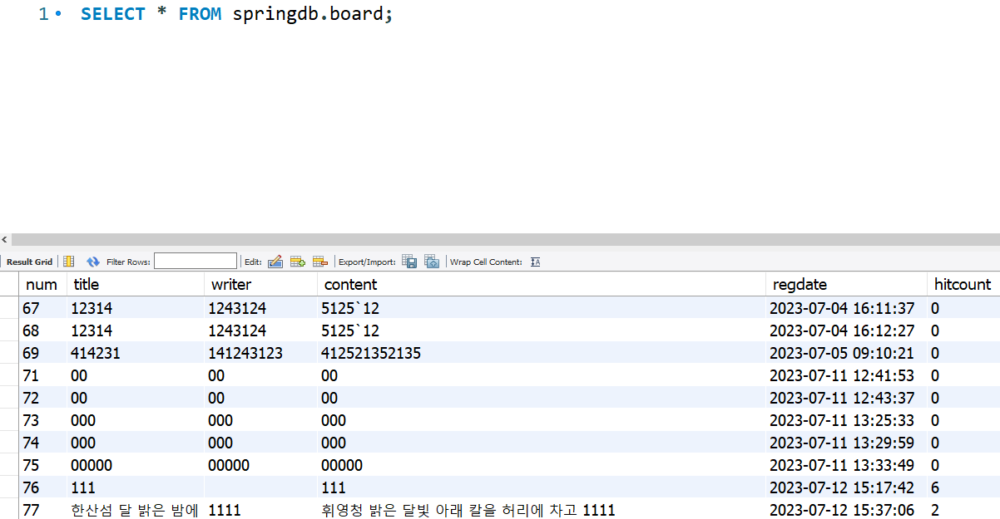 1 SELECT * FROM springdb.board;
Result Grid Filter Rows: Edit: Export/Import: Wrap Cell Content:
num title writer content regdate hitcount
67 12314 1243124 5125`12 2023-07-04 16:11:37 0
68 12314 1243124 5125`12 2023-07-04 16:12:27 0
69 414231 141243123 412521352135 2023-07-05 09:10:21 0
71 00 00 00 2023-07-11 12:41:53 0
72 00 00 00 2023-07-11 12:43:37 0
73 000 000 000 2023-07-11 13:25:33 0
74 000 000 000 2023-07-11 13:29:59 0
75 00000 00000 00000 2023-07-11 13:33:49 0
76 111 111 2023-07-12 15:17:42 6
77 한산섬 달 밝은 밤에 1111 휘영청 밝은 달빛 아래 칼을 허리에 차고 1111 2023-07-12 15:37:06 2